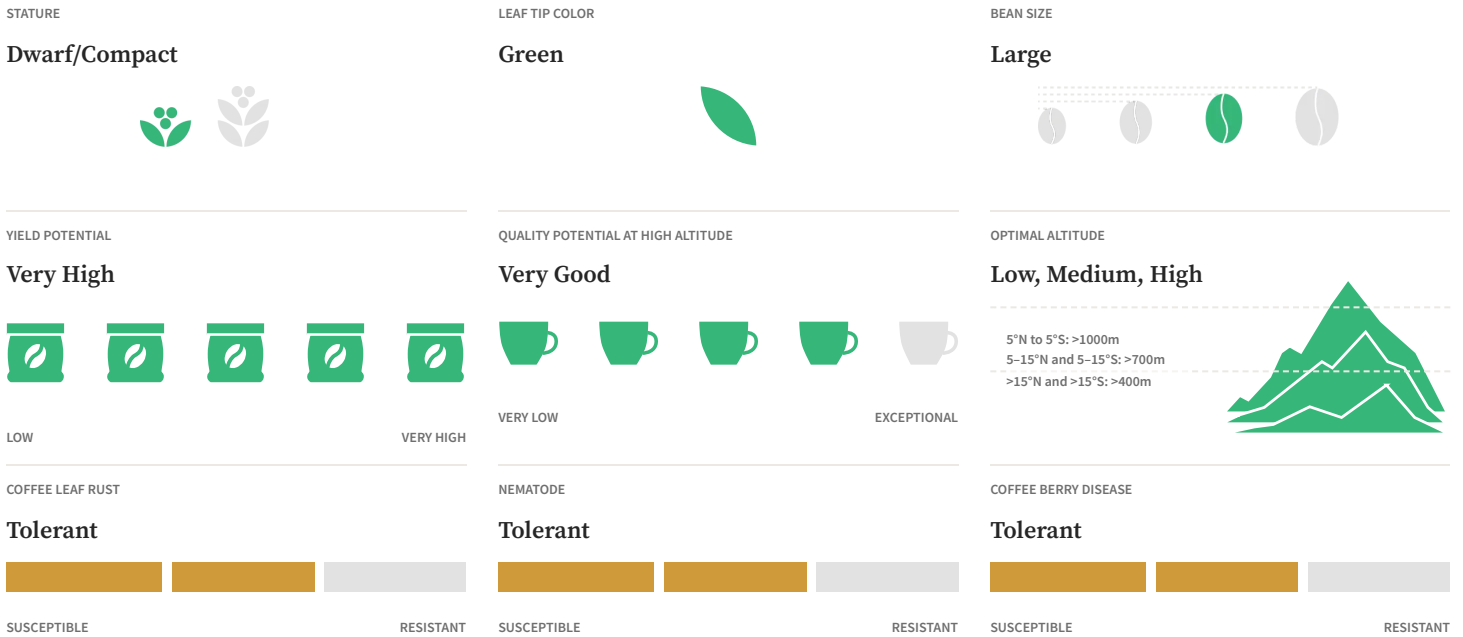 STATURE
Dwarf/Compact
LEAF TIP COLOR
Green
BEAN SIZE
Large
YIELD POTENTIAL
Very High
LOW
VERY HIGH
QUALITY POTENTIAL AT HIGH ALTITUDE
Very Good
VERY LOW
EXCEPTIONAL
OPTIMAL ALTITUDE
Low, Medium, High
5°N to 5°S: >1000m
5–15°N and 5–15°S: >700m
>15°N and >15°S: >400m
COFFEE LEAF RUST
Tolerant
SUSCEPTIBLE
RESISTANT
NEMATODE
Tolerant
SUSCEPTIBLE
RESISTANT
COFFEE BERRY DISEASE
Tolerant
SUSCEPTIBLE
RESISTANT